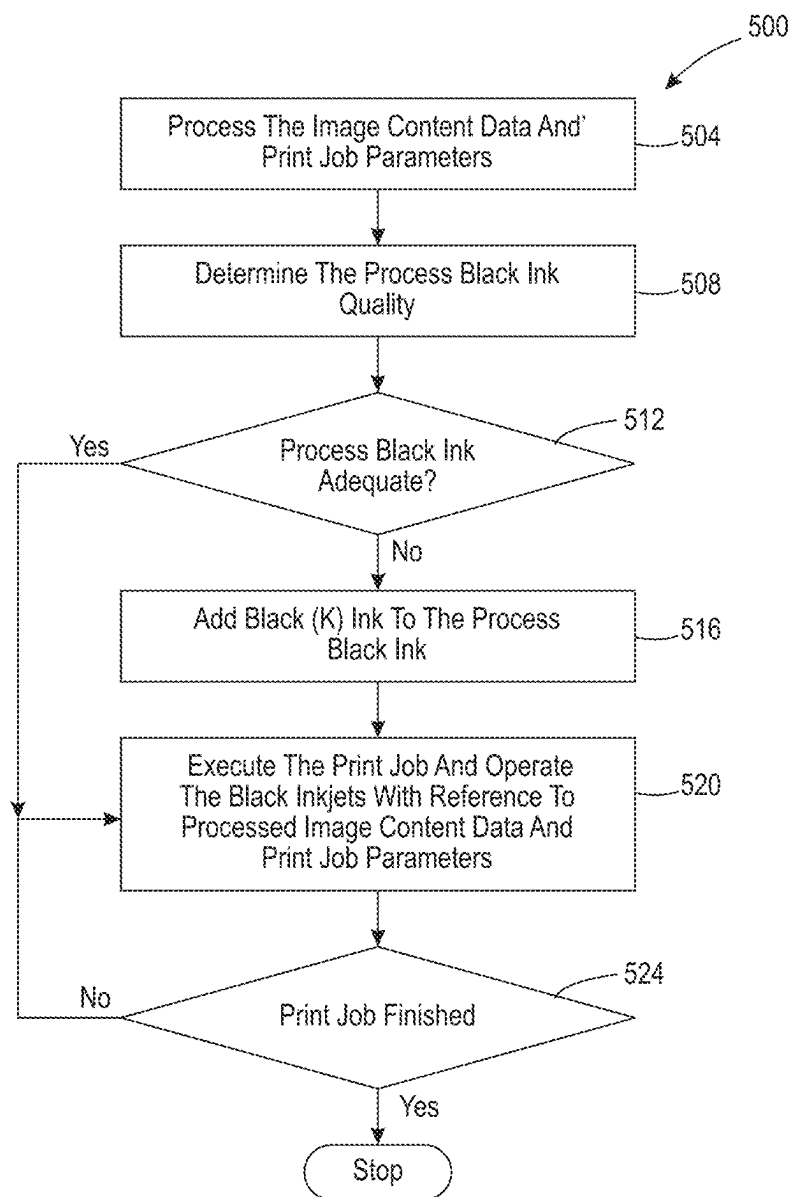 500
Process The Image Content Data And'
Print Job Parameters
504
Determine The Process Black Ink
Quality
508
512
Yes
Process Black Ink
Adequate?
No
Add Black (K) Ink To The Process
Black Ink
516
Execute The Print Job And Operate
The Black Inkjets With Reference To
Processed Image Content Data And
Print Job Parameters
520
524
No
Print Job Finished
Yes
Stop